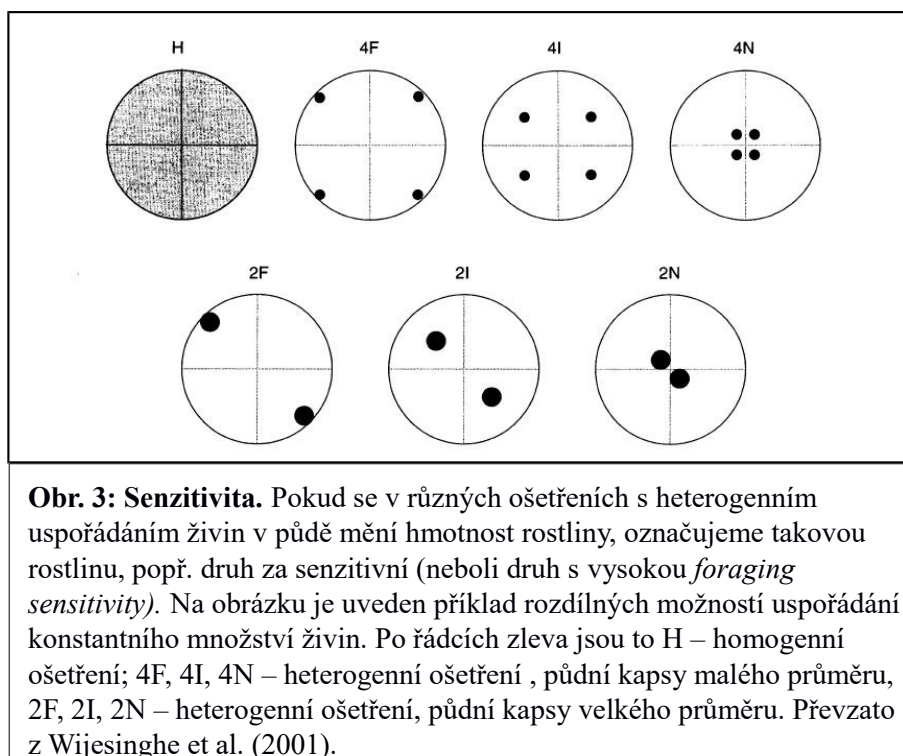 H 4F 4I 4N
2F 2I 2N
Obr. 3: Senzitivita. Pokud se v různých ošetřeních s heterogenním
uspořádáním živin v půdě mění hmotnost rostliny, označujeme takovou
rostlinu, popř. druh za senzitivní (neboli druh s vysokou foraging
sensitivity). Na obrázku je uveden příklad rozdílných možností uspořádání
konstantního množství živin. Po řádcích zleva jsou to H – homogenní
ošetření; 4F, 4I, 4N – heterogenní ošetření , půdní kapsy malého průměru,
2F, 2I, 2N – heterogenní ošetření, půdní kapsy velkého průměru. Převzato
z Wijesinghe et al. (2001).